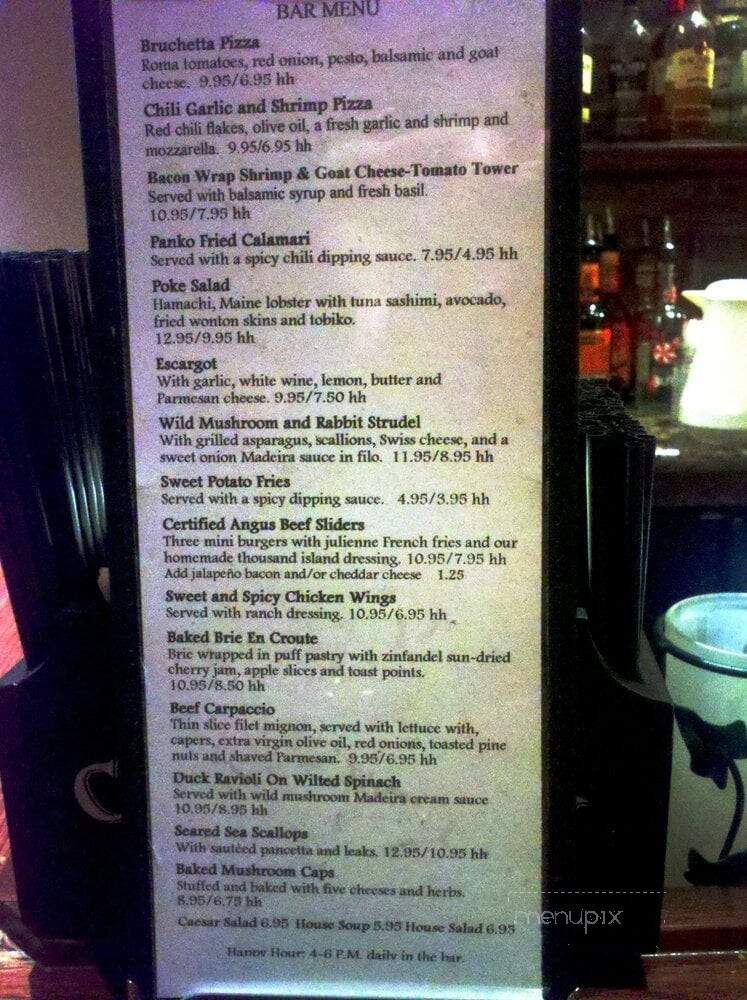 BAR MENU
Bruchetta Pizza
Roma tomatoes, red onion, pesto, balsamic and goat
cheese. 9.95/6.95 hh
Chili Garlic and Shrimp Pizza
Red chili flakes, olive oil, a fresh garlic and shrimp and
mozzarella. 9.95/6.95 hh
Bacon Wrap Shrimp & Goat Cheese-Tomato Tower
Served with balsamic syrup and fresh basil.
10.95/7.95 hh
Panko Fried Calamari
Served with a spicy chili dipping sauce. 7.95/4.95 hh
Poke Salad
Hamachi, Maine lobster with tuna sashimi, avocado,
fried wonton skins and tobiko.
12.95/9.95 hh
Escargot
With garlic, white wine, lemon, butter and
Parmesan cheese. 9.95/7.50 hh
Wild Mushroom and Rabbit Strudel
With grilled asparagus, scallions, Swiss cheese, and a
sweet onion Madeira sauce in filo. 11.95/8.95 hh
Sweet Potato Fries
Served with a spicy dipping sauce. 4.95/3.95 hh
Certified Angus Beef Sliders
Three mini burgers with julienne French fries and our
homemade thousand island dressing. 10.95/7.95 hh
Add jalapeño bacon and/or cheddar cheese 1.25
Sweet and Spicy Chicken Wings
Served with ranch dressing. 10.95/6.95 hh
Baked Brie En Croute
Brie wrapped in puff pastry with zinfandel sun-dried
cherry jam, apple slices and toast points.
10.95/8.50 hh
Beef Carpaccio
Thin slice filet mignon, served with lettuce with,
capers, extra virgin olive oil, red onions, toasted pine
nuts and shaved Parmesan. 9.95/6.95 hh
Duck Ravioli On Wilted Spinach
Served with wild mushroom Madeira cream sauce
10.95/8.95 hh
Seared Sea Scallops
With sautéed pancetta and leaks. 12.95/10.95 hh
Baked Mushroom Caps
Stuffed and baked with five cheeses and herbs.
8.95/6.75 hh
Caesar Salad 6.95 House Soup 5.95 House Salad 6.95
Happy Hour: 4-6 P.M. daily in the bar.
menupix